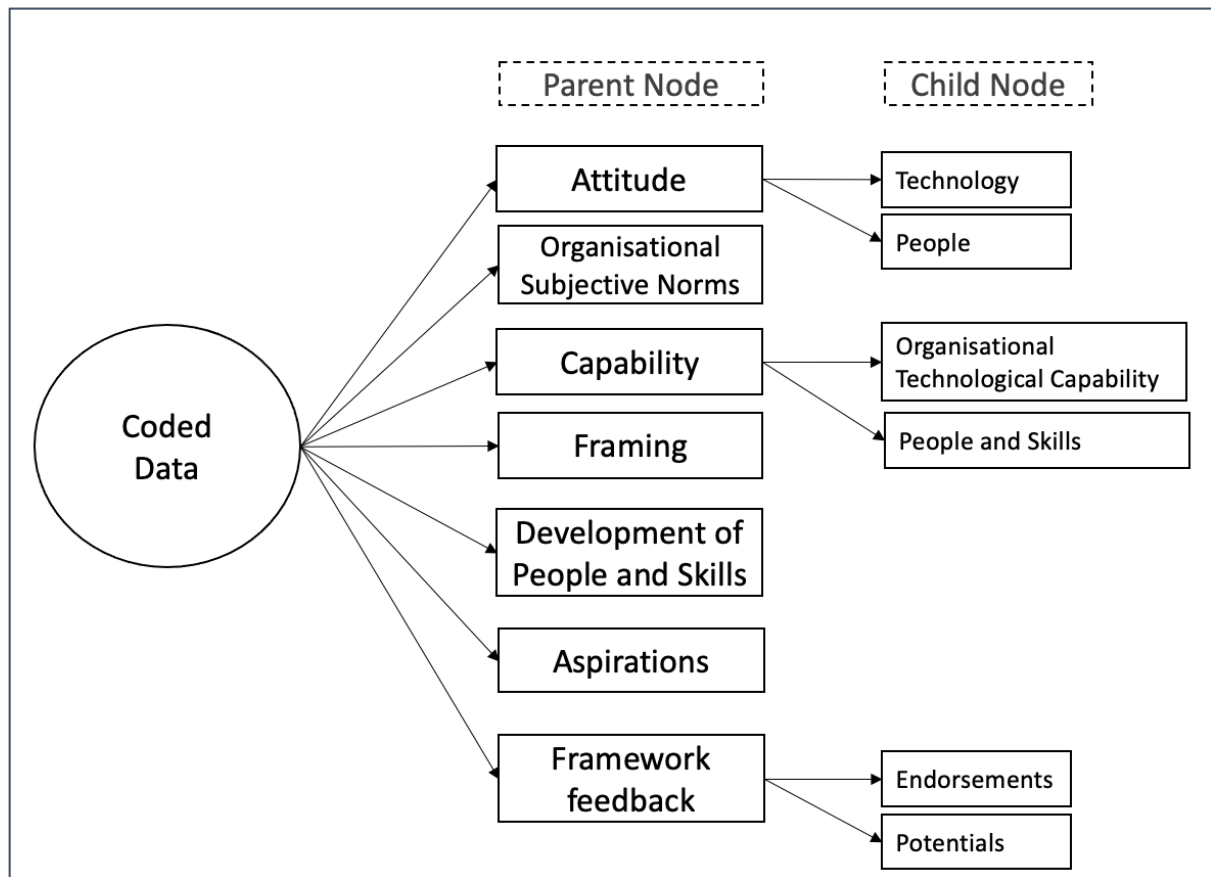 Parent Node
Child Node
Coded
Data
Attitude
Technology
People
Organisational
Subjective Norms
Capability
Organisational
Technological Capability
People and Skills
Framing
Development of
People and Skills
Aspirations
Framework
feedback
Endorsements
Potentials